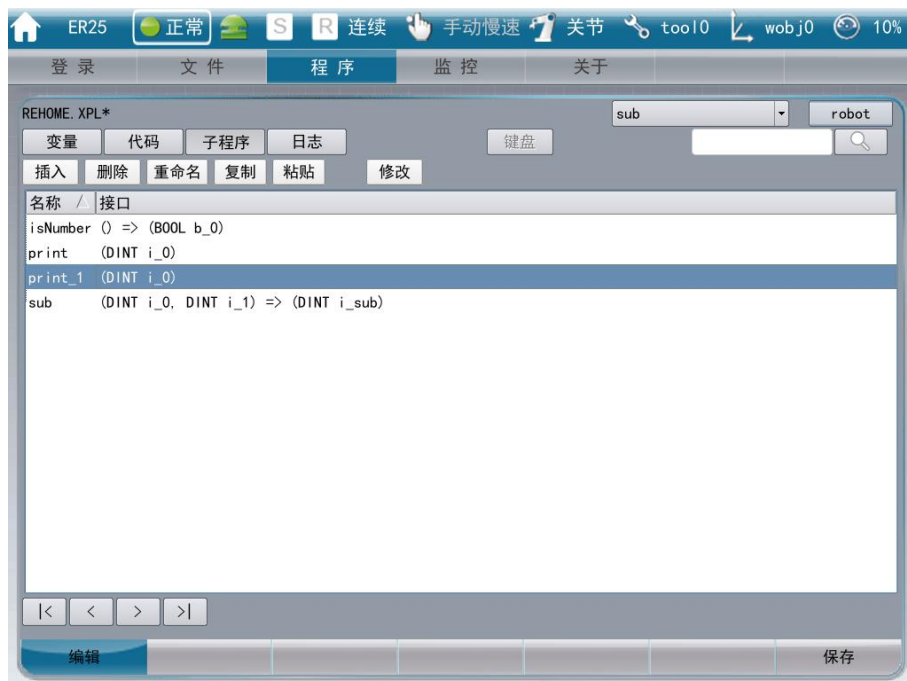 ER25 正常 S R 连续 手动慢速 关节 tool0 wobj0 10%
登录 文件 程序 监控 关于
REHOME.XPL* sub robot
变量 代码 子程序 日志 键盘
插入 删除 重命名 复制 粘贴 修改
名称 接口
isNumber () => (BOOL b_0)
print (DINT i_0)
print_1 (DINT i_0)
sub (DINT i_0, DINT i_1) => (DINT i_sub)
|< < > >|
编辑 保存